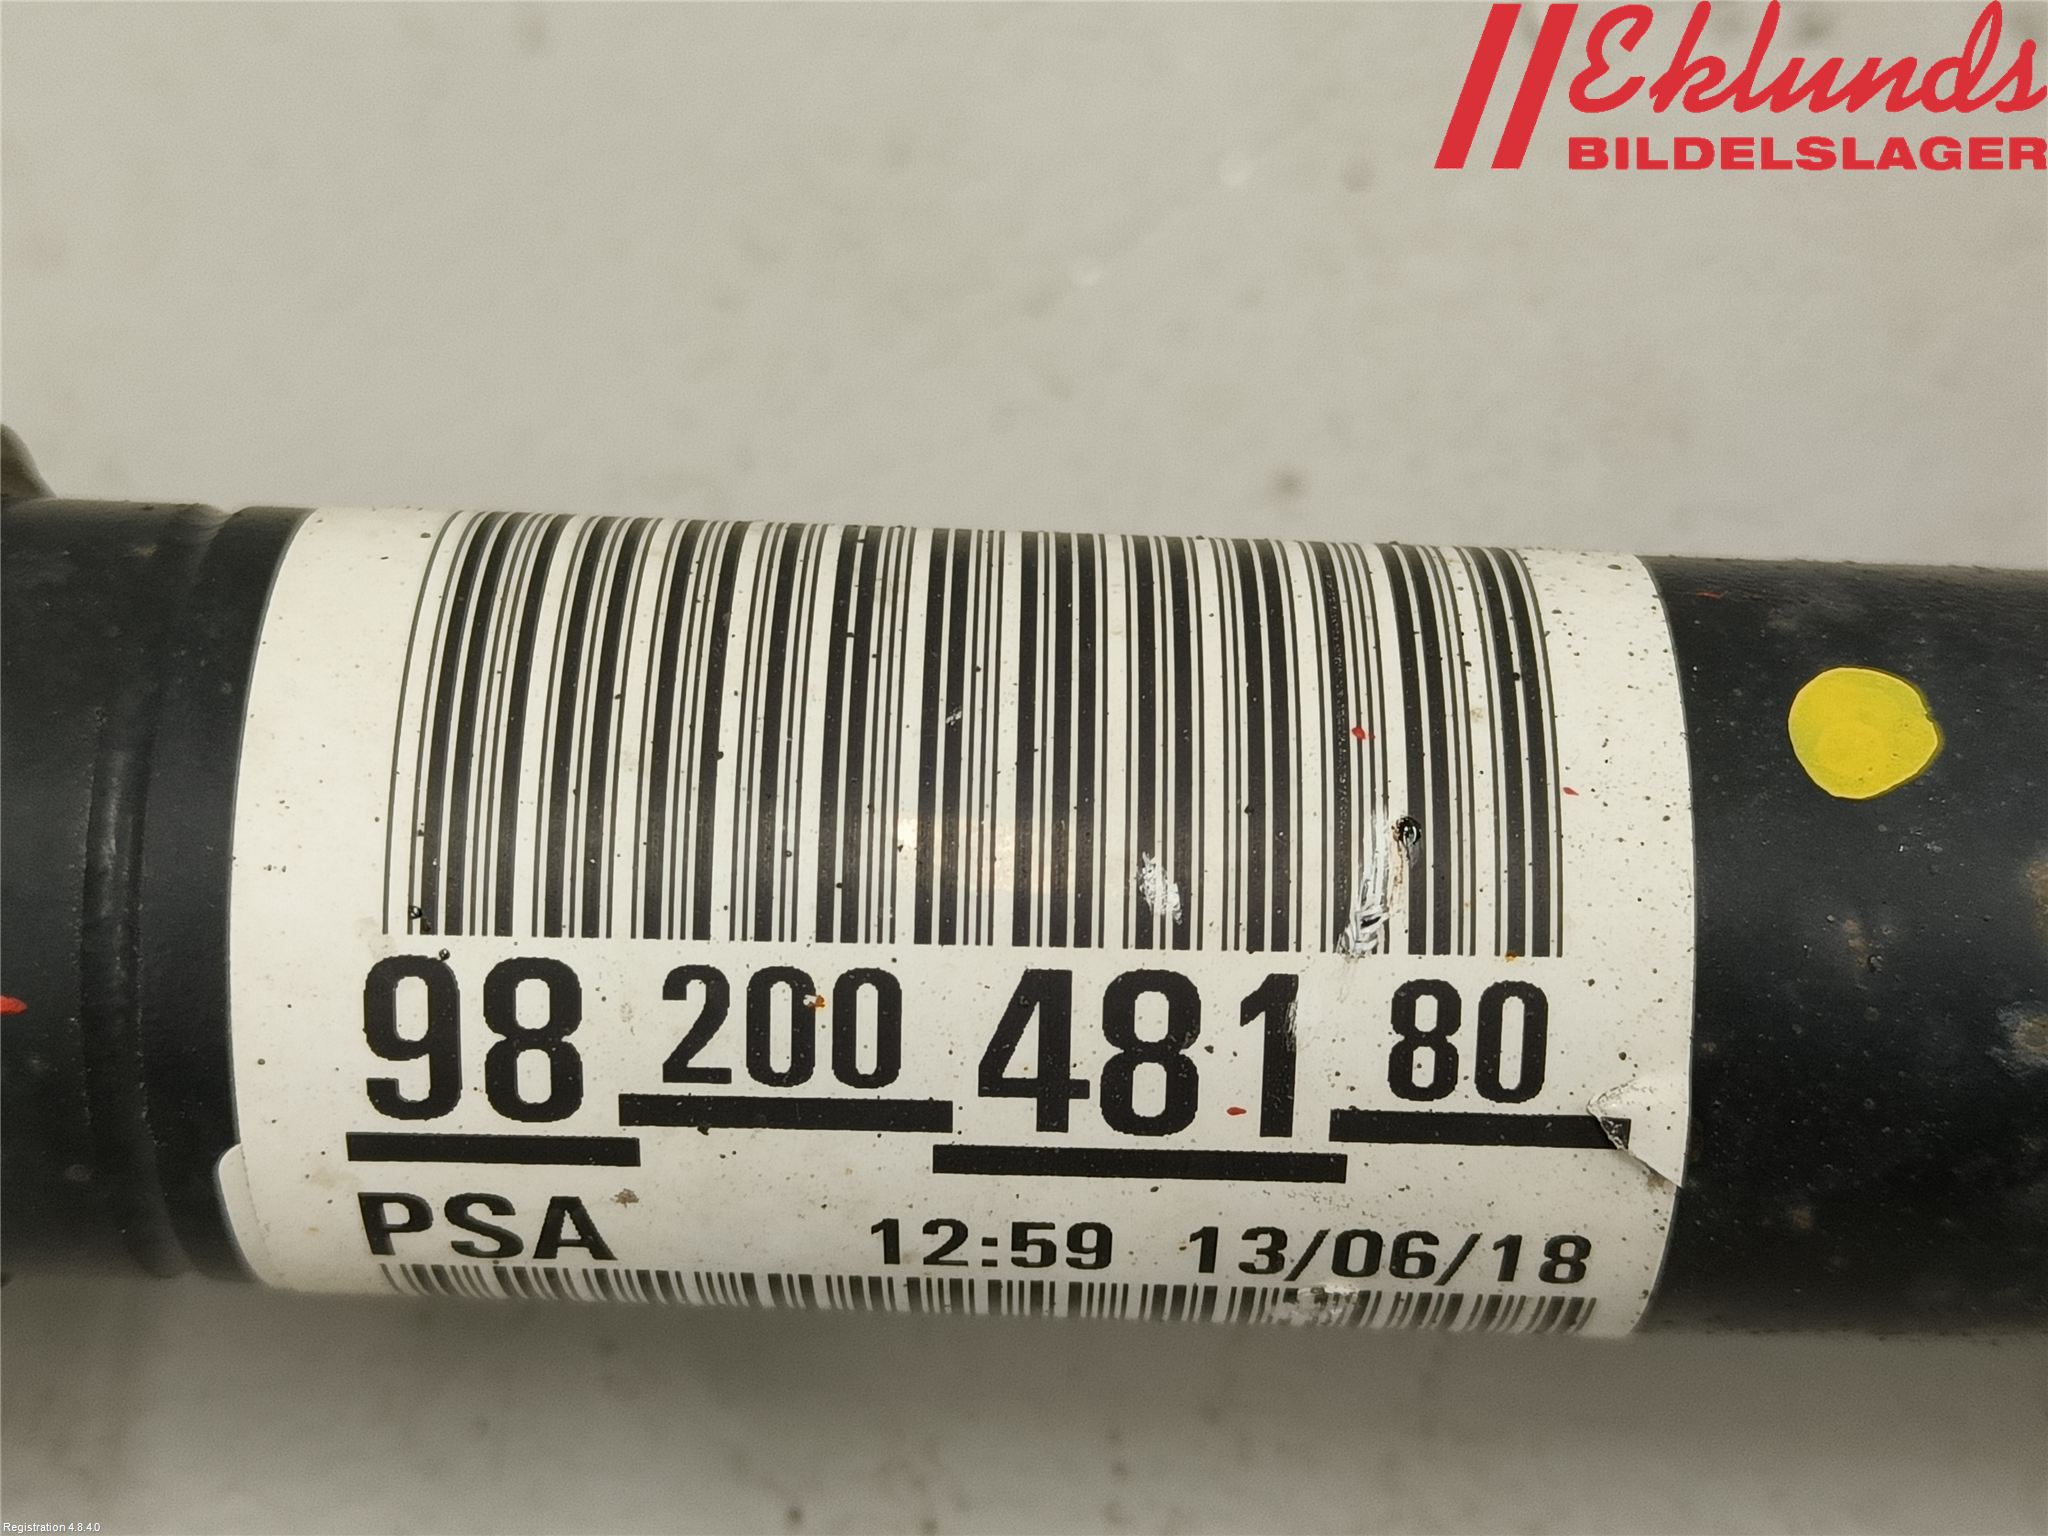 Eklunds
BILDELSLAGER
98 200 481 80
PSA 12:59 13/06/18
Registration 4.8.4.0